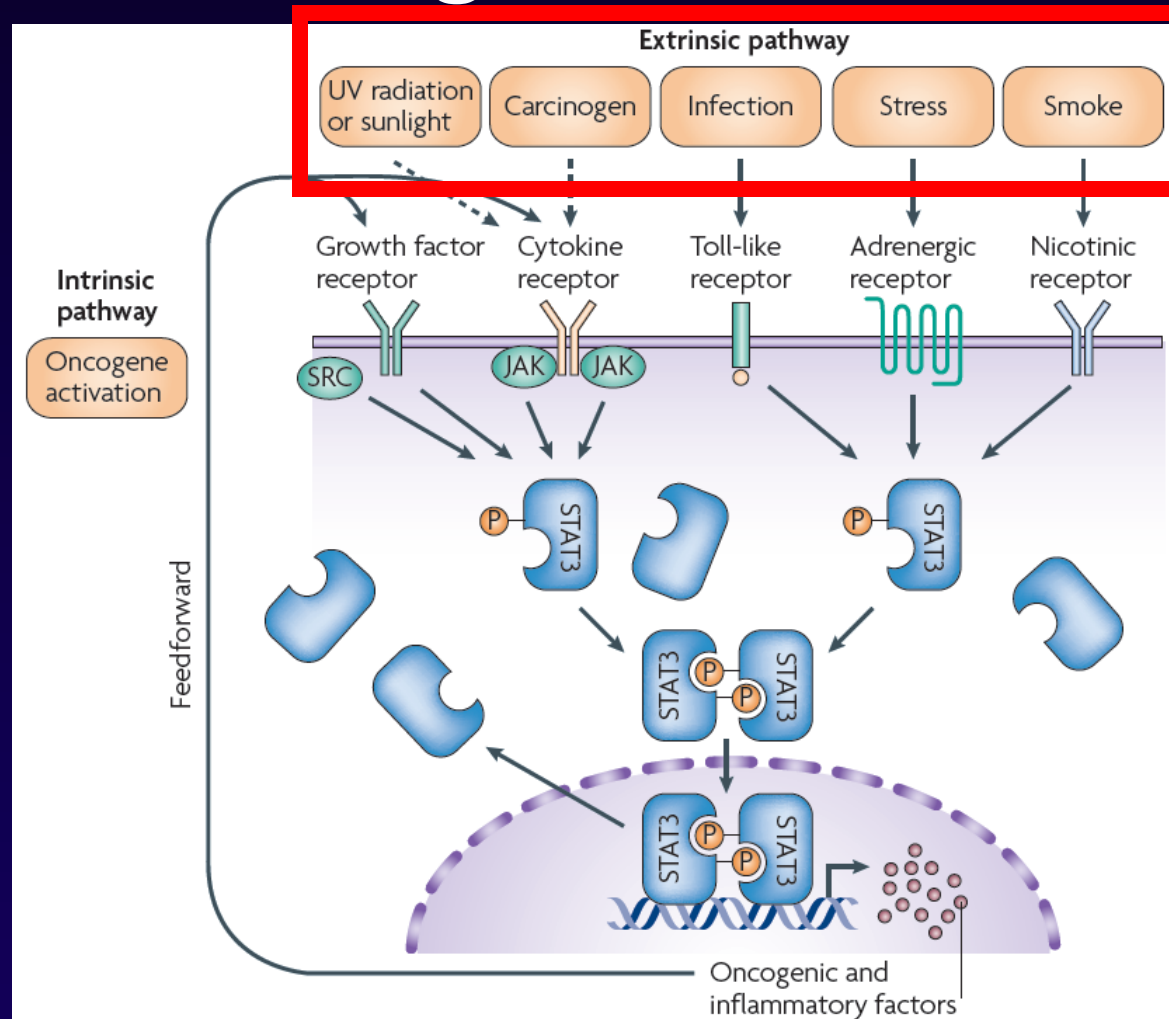 Extrinsic pathway
UV radiation
or sunlight
Carcinogen
Infection
Stress
Smoke
Growth factor
receptor
Cytokine
receptor
Toll-like
receptor
Adrenergic
receptor
Nicotinic
receptor
Intrinsic
pathway
Oncogene
activation
SRC
JAK
JAK
P
STAT3
P
STAT3
Feedforward
STAT3
P
P
STAT3
STAT3
P
P
STAT3
Oncogenic and
inflammatory factors